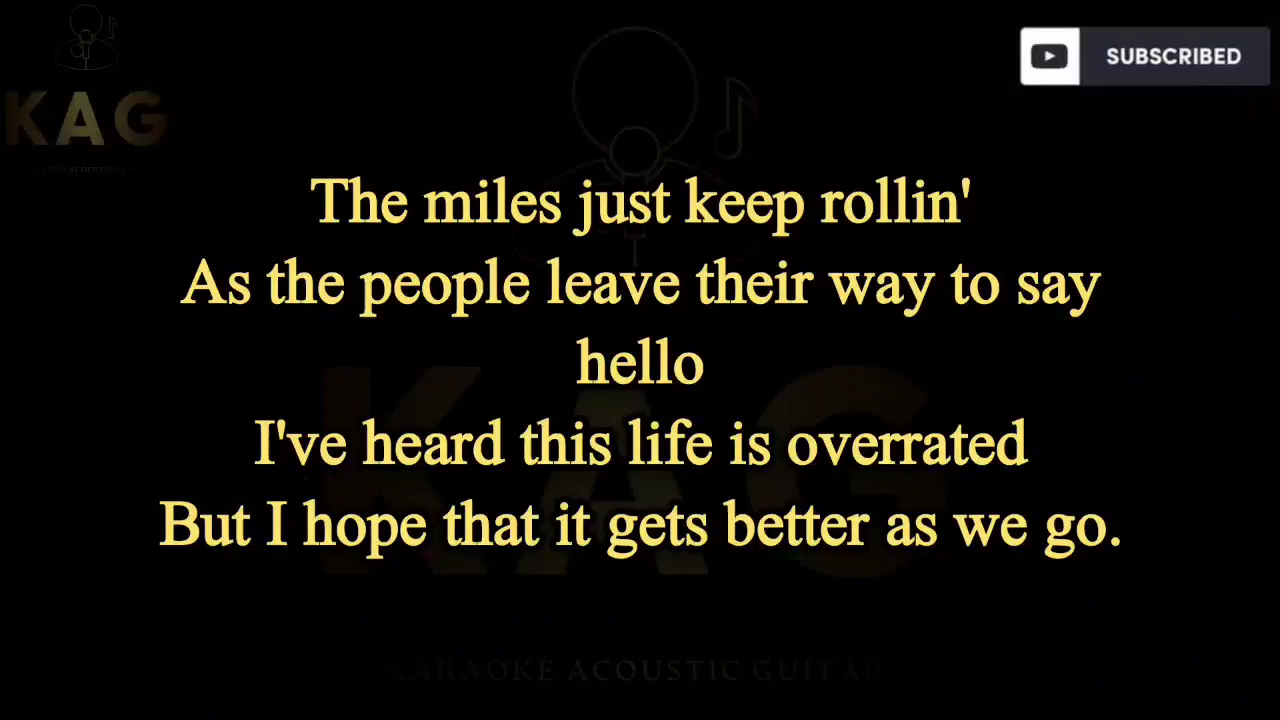 KAG
SUBSCRIBED
The miles just keep rollin'
As the people leave their way to say
hello
I've heard this life is overrated
But I hope that it gets better as we go.
KAG
KARAOKE ACOUSTIC GUITAR